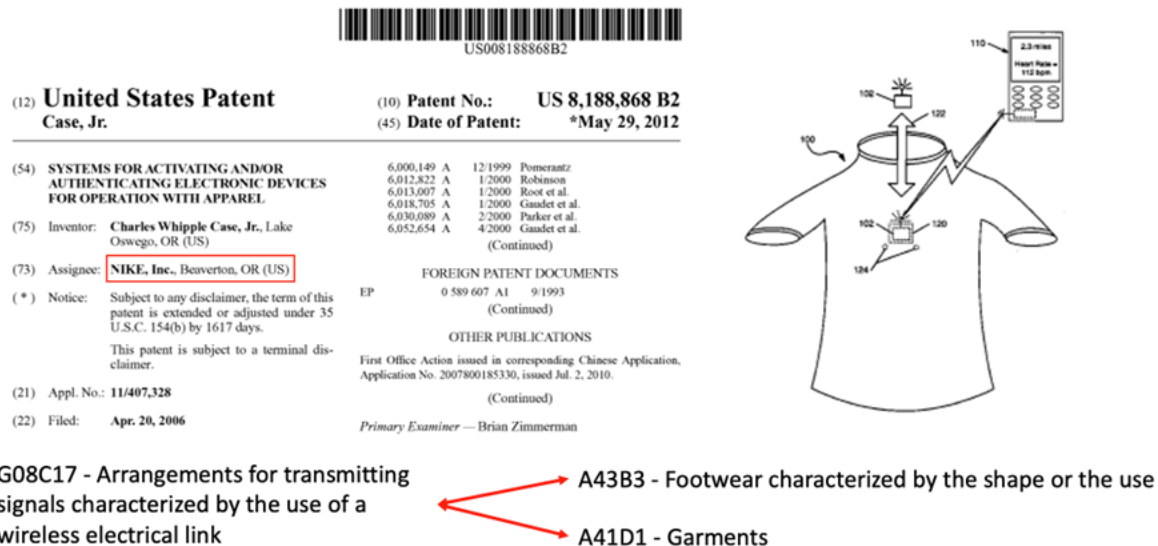 US008188868B2
(12) United States Patent
Case, Jr.
(10) Patent No.: US 8,188,868 B2
(45) Date of Patent: *May 29, 2012
(54) SYSTEMS FOR ACTIVATING AND/OR
AUTHENTICATING ELECTRONIC DEVICES
FOR OPERATION WITH APPAREL
(75) Inventor: Charles Whipple Case, Jr., Lake
Oswego, OR (US)
(73) Assignee: NIKE, Inc., Beaverton, OR (US)
( * ) Notice: Subject to any disclaimer, the term of this
patent is extended or adjusted under 35
U.S.C. 154(b) by 1617 days.
This patent is subject to a terminal dis-
claimer.
(21) Appl. No.: 11/407,328
(22) Filed: Apr. 20, 2006
6,000,149 A 12/1999 Pomerantz
6,012,822 A 1/2000 Robinson
6,013,007 A 1/2000 Root et al.
6,018,705 A 1/2000 Gaudet et al.
6,030,089 A 2/2000 Parker et al.
6,052,654 A 4/2000 Gaudet et al.
(Continued)
FOREIGN PATENT DOCUMENTS
EP 0 589 607 A1 9/1993
(Continued)
OTHER PUBLICATIONS
First Office Action issued in corresponding Chinese Application,
Application No. 2007800185330, issued Jul. 2, 2010.
(Continued)
Primary Examiner — Brian Zimmerman
110
2.3 miles
Heart Rate =
112 bpm
102
122
100
102
120
124
G08C17 - Arrangements for transmitting
signals characterized by the use of a
wireless electrical link
A43B3 - Footwear characterized by the shape or the use
A41D1 - Garments